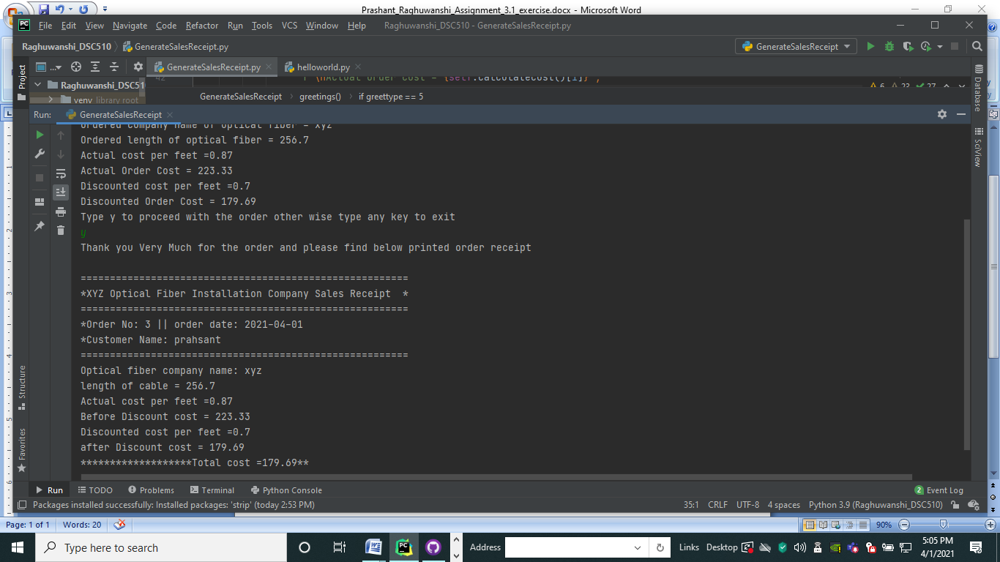 Prashant_Raghuwanshi_Assignment_3.1_exercise.docx - Microsoft Word
PC File Edit View Navigate Code Refactor Run Tools VCS Window Help Raghuwanshi_DSC510 - GenerateSalesReceipt.py
Raghuwanshi_DSC510 GenerateSalesReceipt.py GenerateSalesReceipt
Project
... GenerateSalesReceipt.py helloworld.py
Raghuwanshi_DSC51 42 f"\nActual Order Cost = {self.calculateCost()[1]}",
6 23 27
venv library root
GenerateSalesReceipt greetings() if greettype == 5
Database
Run: GenerateSalesReceipt
SciView
Ordered company name of optical fiber = xyz
Ordered length of optical fiber = 256.7
Actual cost per feet =0.87
Actual Order Cost = 223.33
Discounted cost per feet =0.7
Discounted Order Cost = 179.69
Type y to proceed with the order other wise type any key to exit
y
Thank you Very Much for the order and please find below printed order receipt
========================================================
*XYZ Optical Fiber Installation Company Sales Receipt  *
========================================================
*Order No: 3 || order date: 2021-04-01
*Customer Name: prahsant
========================================================
Optical fiber company name: xyz
length of cable = 256.7
Actual cost per feet =0.87
Before Discount cost = 223.33
Discounted cost per feet =0.7
after Discount cost = 179.69
*******************Total cost =179.69**
Structure
Favorites
Run TODO Problems Terminal Python Console 2 Event Log
Packages installed successfully: Installed packages: 'strip' (today 2:53 PM) 35:1 CRLF UTF-8 4 spaces Python 3.9 (Raghuwanshi_DSC510)
Page: 1 of 1 Words: 20 90%
Type here to search Address Links Desktop 5:05 PM
4/1/2021